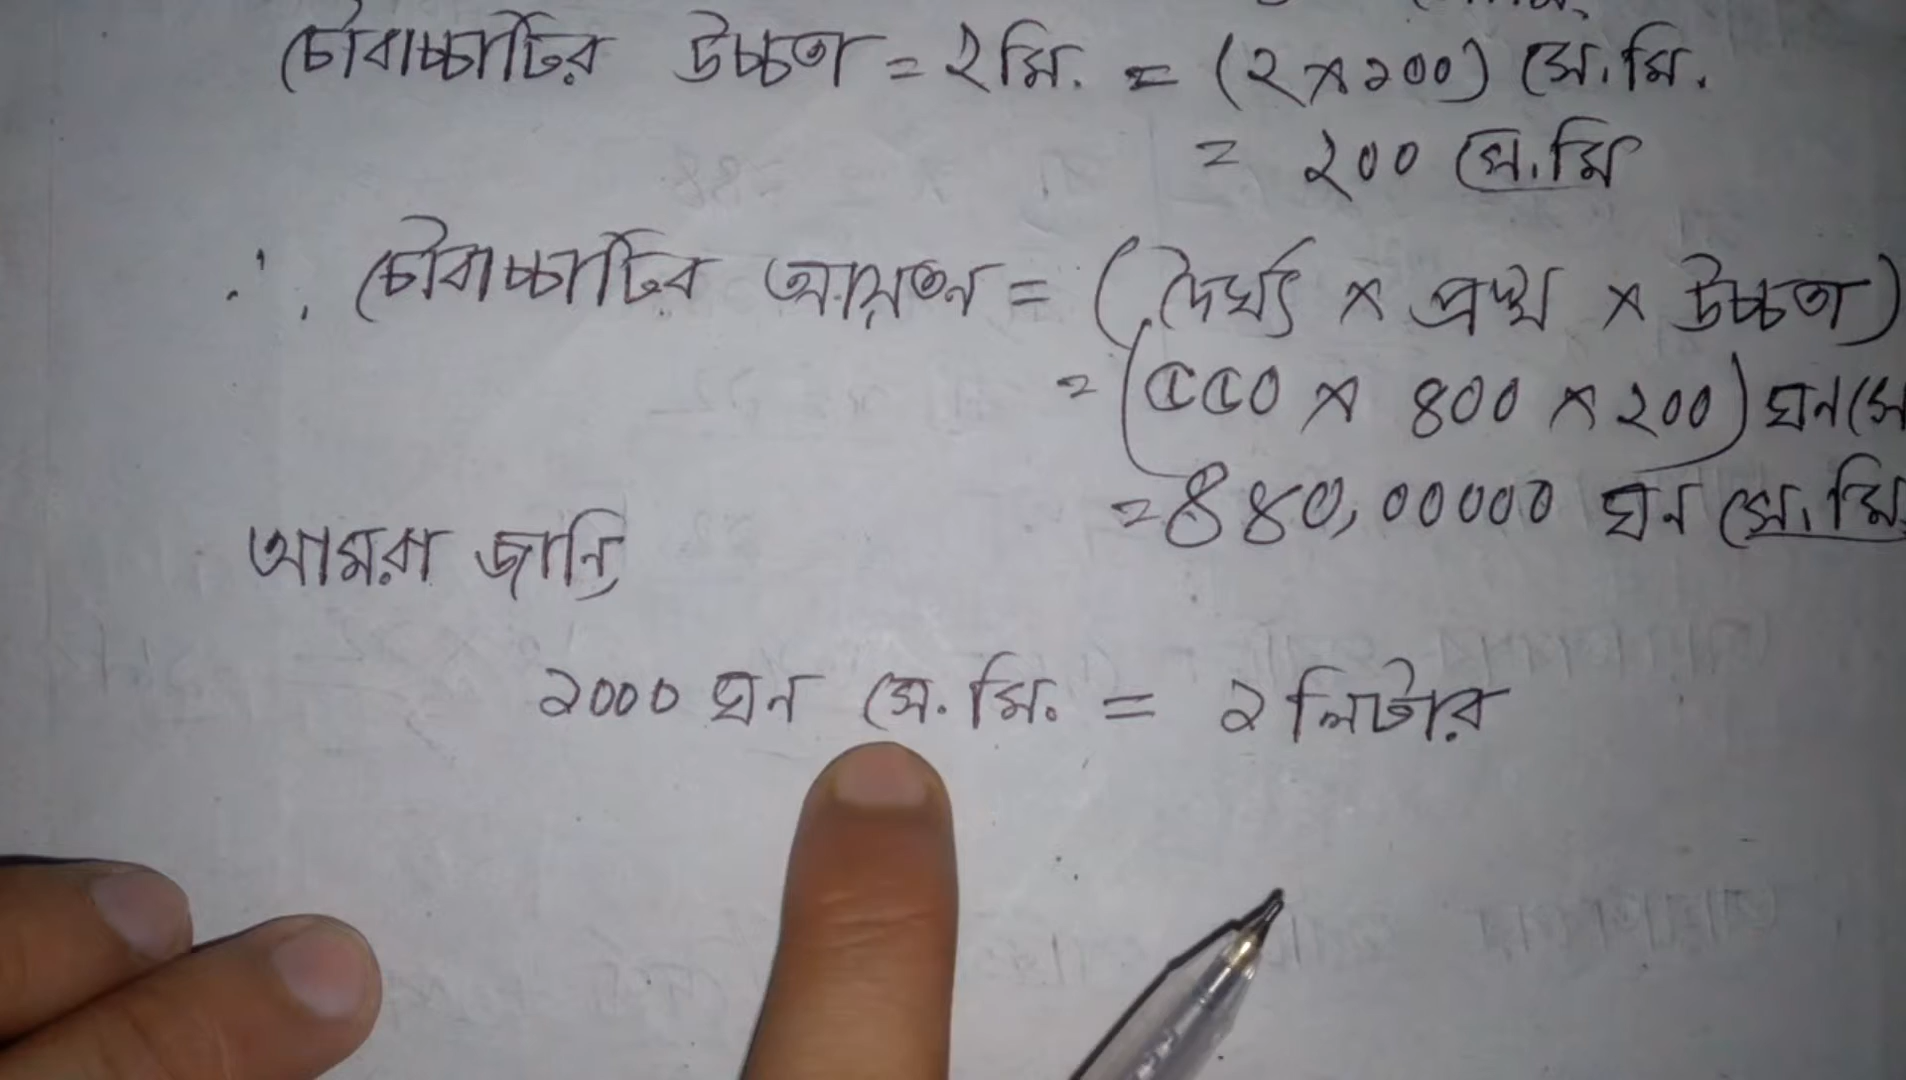 চৌবাচ্চাটির উচ্চতা = ২ মি. = (২ × ১০০) সে.মি.
= ২০০ সে.মি
∴ চৌবাচ্চাটির আয়তন = (দৈর্ঘ্য × প্রস্থ × উচ্চতা)
= (৫৫০ × ৪০০ × ২০০) ঘন সে
= ৪৪০,০০০০০ ঘন সে.মি.
আমরা জানি
১০০০ ঘন সে.মি. = ১ লিটার